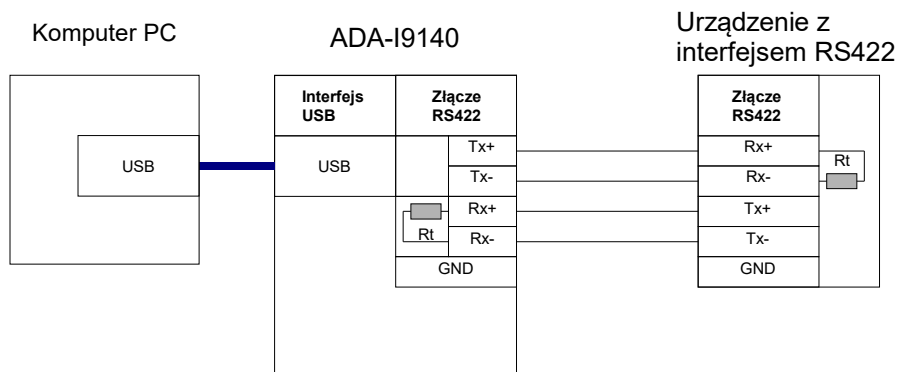 Komputer PC
ADA-I9140
Urządzenie z
interfejsem RS422
USB
Interfejs
USB
Złącze
RS422
USB
Tx+
Tx-
Rx+
Rx-
Rt
GND
Złącze
RS422
Rx+
Rx-
Tx+
Tx-
GND
Rt